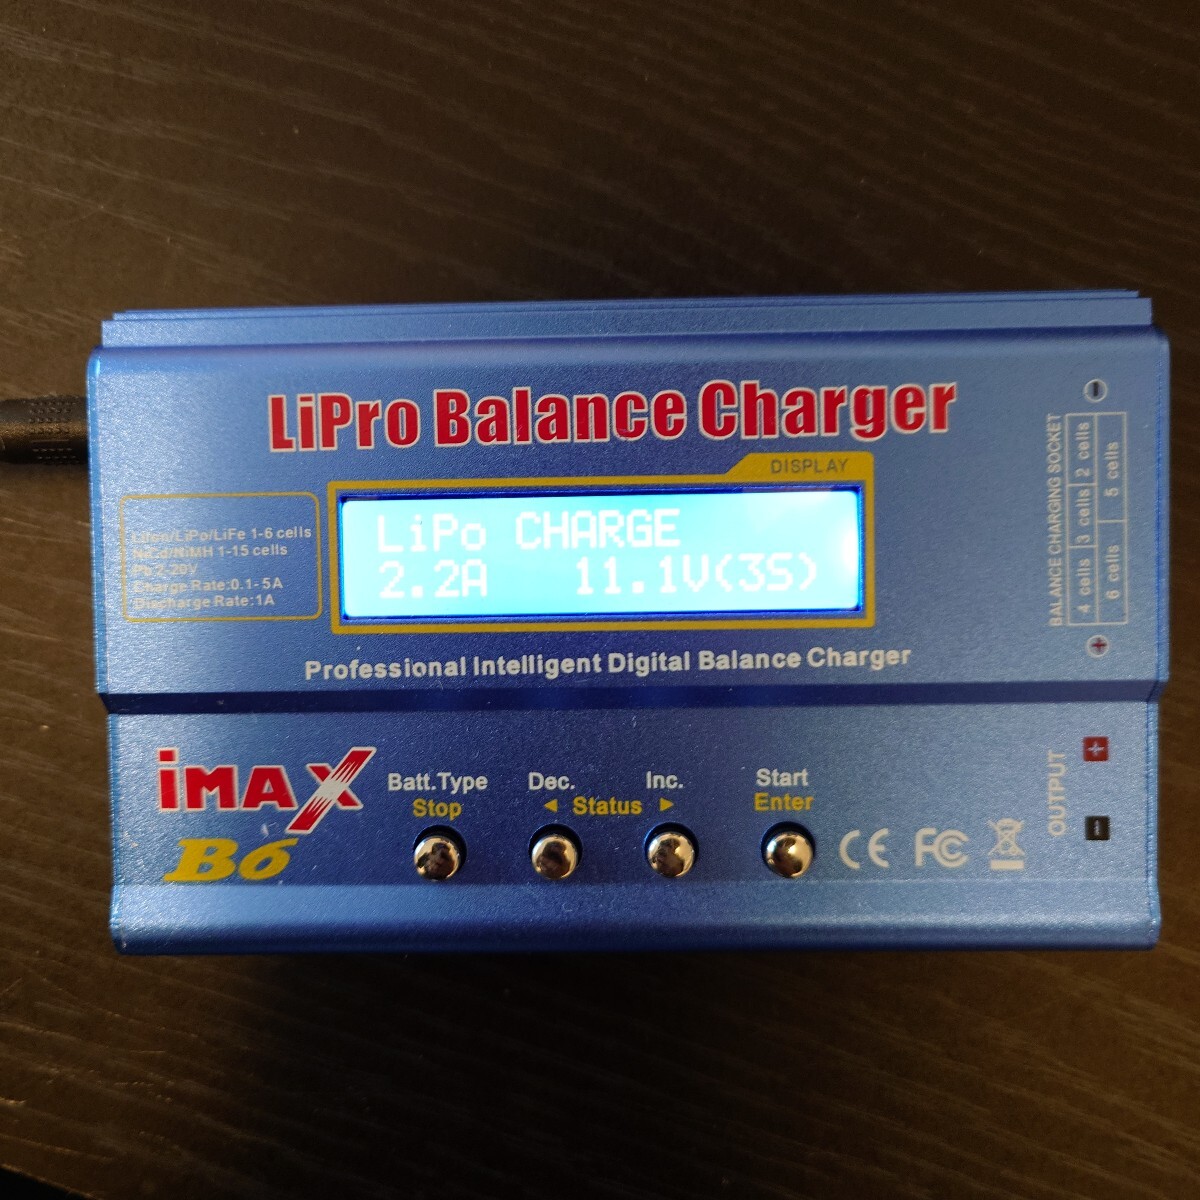 LiPro Balance Charger
DISPLAY
LiPo CHARGE
2.2A 11.1V(3S)
LiIon/LiPo/LiFe 1-6 cells
NiCd/NiMH 1-15 cells
Pb:2-20V
Charge Rate:0.1-5A
Discharge Rate:1A
BALANCE CHARGING SOCKET
4 cells 3 cells 2 cells
6 cells 5 cells
Professional Intelligent Digital Balance Charger
iMAX
B6
Batt.Type
Stop
Dec. Inc.
◄ Status ►
Start
Enter
CE FC
OUTPUT
+
-